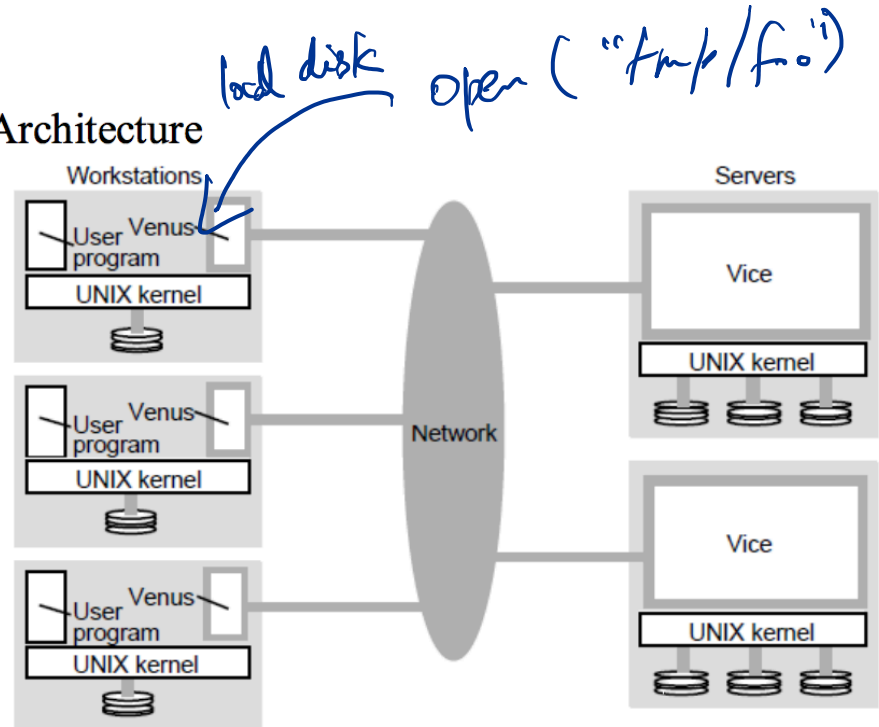 local disk open ("tmp/foo")
Architecture
Workstations
Servers
User program
Venus
UNIX kernel
Vice
UNIX kernel
User program
Venus
UNIX kernel
Network
User program
Venus
UNIX kernel
Vice
UNIX kernel